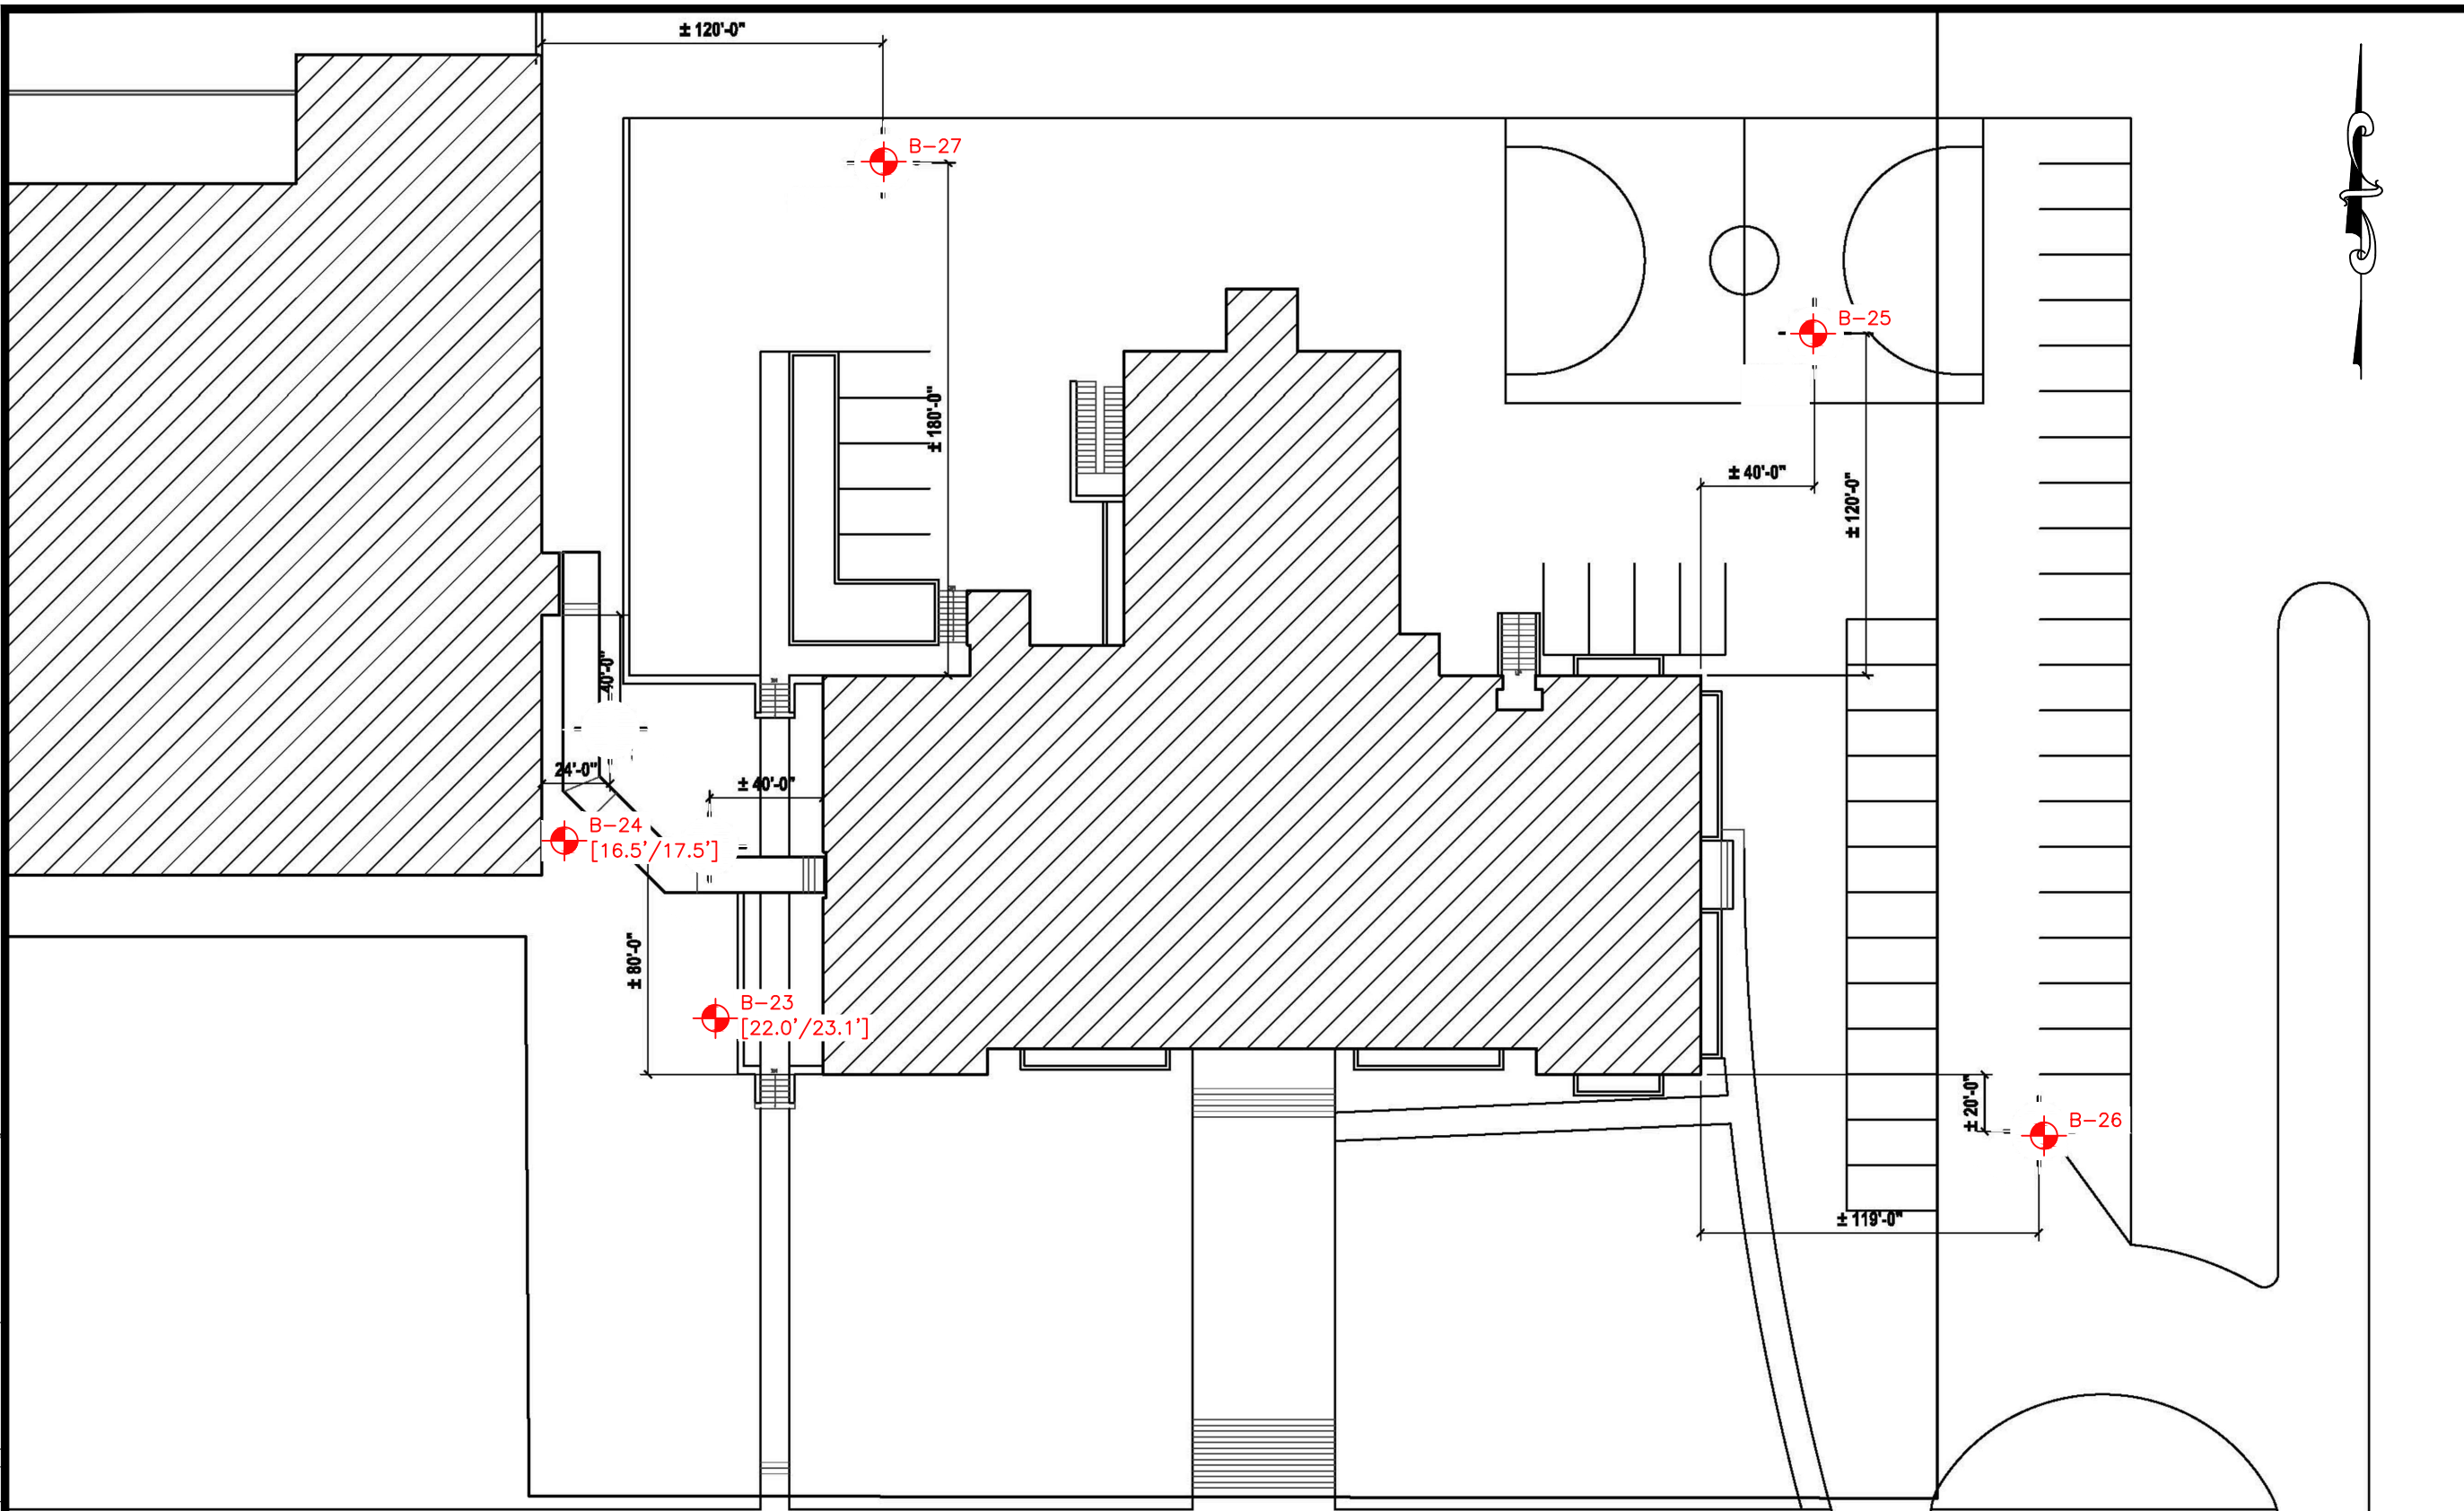 ± 120'-0"
B-27
B-25
± 180'-0"
± 40'-0"
± 120'-0"
40'-0"
24'-0"
± 40'-0"
B-24
[16.5'/17.5']
± 80'-0"
B-23
[22.0'/23.1']
± 20'-0"
B-26
± 119'-0"